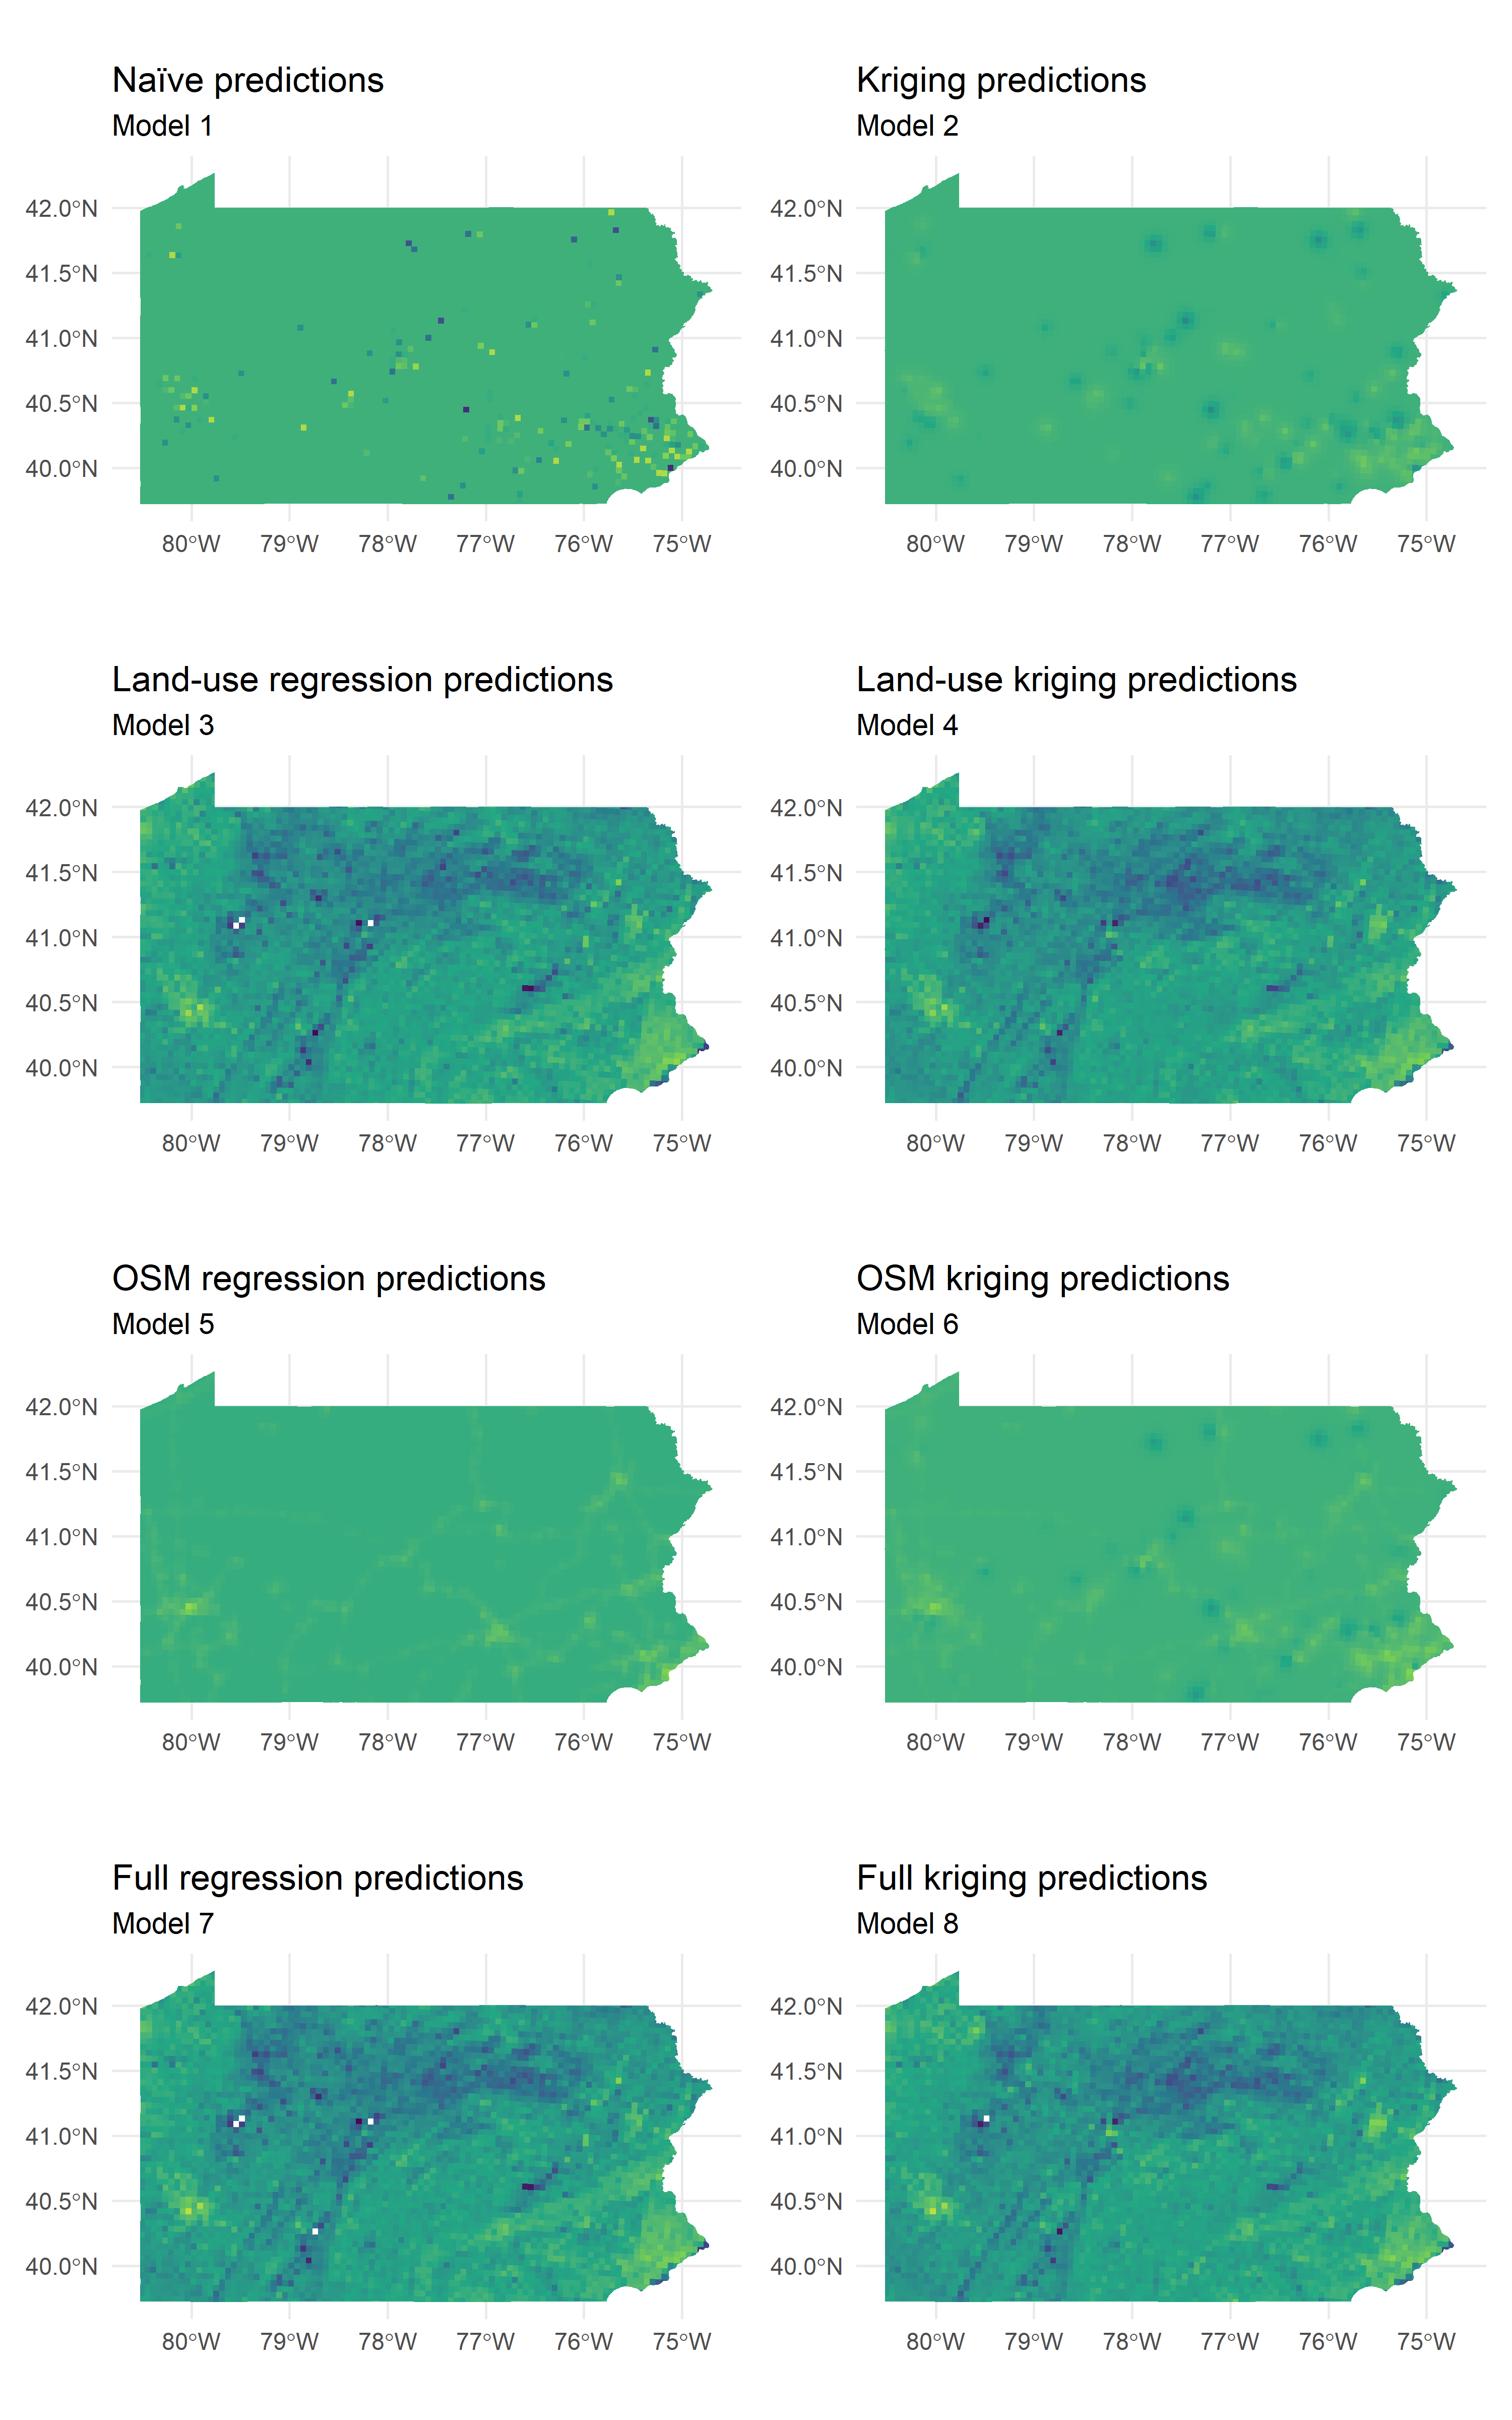 Naïve predictions
Model 1
42.0°N
41.5°N
41.0°N
40.5°N
40.0°N
80°W 79°W 78°W 77°W 76°W 75°W
Kriging predictions
Model 2
42.0°N
41.5°N
41.0°N
40.5°N
40.0°N
80°W 79°W 78°W 77°W 76°W 75°W
Land-use regression predictions
Model 3
42.0°N
41.5°N
41.0°N
40.5°N
40.0°N
80°W 79°W 78°W 77°W 76°W 75°W
Land-use kriging predictions
Model 4
42.0°N
41.5°N
41.0°N
40.5°N
40.0°N
80°W 79°W 78°W 77°W 76°W 75°W
OSM regression predictions
Model 5
42.0°N
41.5°N
41.0°N
40.5°N
40.0°N
80°W 79°W 78°W 77°W 76°W 75°W
OSM kriging predictions
Model 6
42.0°N
41.5°N
41.0°N
40.5°N
40.0°N
80°W 79°W 78°W 77°W 76°W 75°W
Full regression predictions
Model 7
42.0°N
41.5°N
41.0°N
40.5°N
40.0°N
80°W 79°W 78°W 77°W 76°W 75°W
Full kriging predictions
Model 8
42.0°N
41.5°N
41.0°N
40.5°N
40.0°N
80°W 79°W 78°W 77°W 76°W 75°W